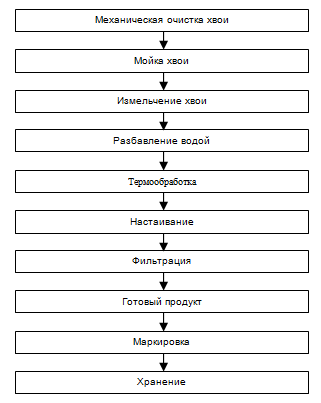 Механическая очистка хвои
Мойка хвои
Измельчение хвои
Разбавление водой
Термообработка
Настаивание
Фильтрация
Готовый продукт
Маркировка
Хранение